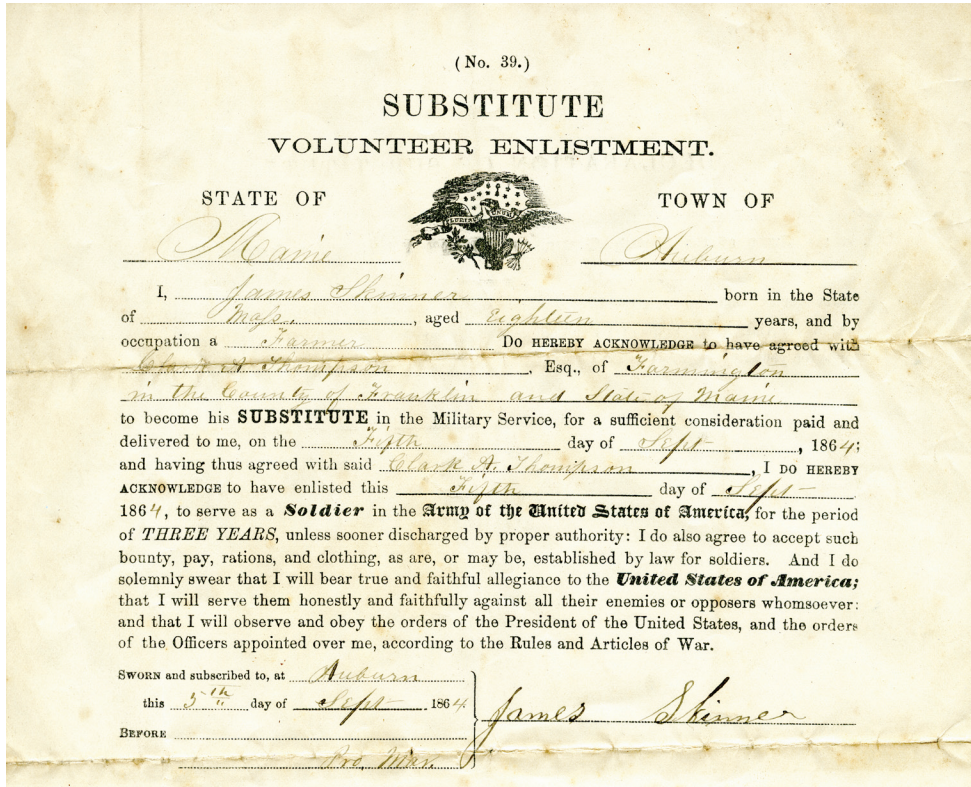 (No. 39.)
SUBSTITUTE
VOLUNTEER ENLISTMENT.
STATE OF TOWN OF
PLURIBUS UNUM
Maine Auburn
I, James Skinner born in the State
of Mass., aged Eighteen years, and by
occupation a Farmer DO HEREBY ACKNOWLEDGE to have agreed with
Clark A Thompson, Esq., of Farmington
in the County of Franklin and State of Maine
to become his SUBSTITUTE in the Military Service, for a sufficient consideration paid and
delivered to me, on the Fifth day of Sept, 1864;
and having thus agreed with said Clark A. Thompson, I DO HEREBY
ACKNOWLEDGE to have enlisted this Fifth day of Sept
1864, to serve as a Soldier in the Army of the United States of America, for the period
of THREE YEARS, unless sooner discharged by proper authority: I do also agree to accept such
bounty, pay, rations, and clothing, as are, or may be, established by law for soldiers. And I do
solemnly swear that I will bear true and faithful allegiance to the United States of America;
that I will serve them honestly and faithfully against all their enemies or opposers whomsoever:
and that I will observe and obey the orders of the President of the United States, and the orders
of the Officers appointed over me, according to the Rules and Articles of War.
SWORN and subscribed to, at Auburn
this 5th day of Sept 1864
James Skinner
BEFORE
Pro. Mar.